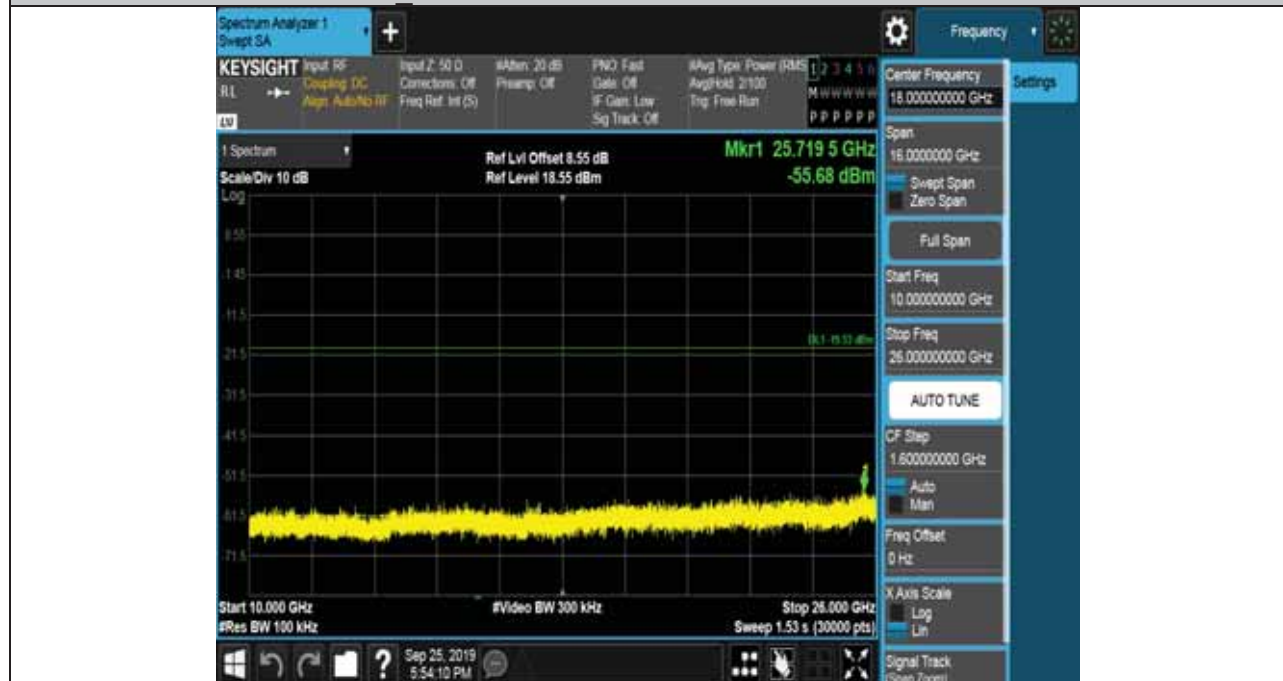 Spectrum Analyzer 1
Swept SA
+
Frequency
KEYSIGHT
RL
LV
Input: RF
Coupling: DC
Align: Auto/No RF
Input Z: 50 Ω
Corrections: Off
Freq Ref: Int (S)
#Atten: 20 dB
Preamp: Off
PNO: Fast
Gate: Off
IF Gain: Low
Sig Track: Off
#Avg Type: Power (RMS
Avg|Hold: 2/100
Trig: Free Run
1 2 3 4 5 6
M W W W W W
P P P P P P
Center Frequency
18.000000000 GHz
Settings
Span
16.0000000 GHz
Swept Span
Zero Span
Full Span
Start Freq
10.000000000 GHz
Stop Freq
26.000000000 GHz
AUTO TUNE
CF Step
1.600000000 GHz
Auto
Man
Freq Offset
0 Hz
X Axis Scale
Log
Lin
Signal Track
(Span Zoom)
1 Spectrum
Scale/Div 10 dB
Log
Ref Lvl Offset 8.55 dB
Ref Level 18.55 dBm
Mkr1 25.719 5 GHz
-55.68 dBm
8.55
-1.45
-11.5
-21.5
-31.5
-41.5
-51.5
-61.5
-71.5
Start 10.000 GHz
#Res BW 100 kHz
#Video BW 300 kHz
Stop 26.000 GHz
Sweep 1.53 s (30000 pts)
?
Sep 25, 2019
5:54:10 PM